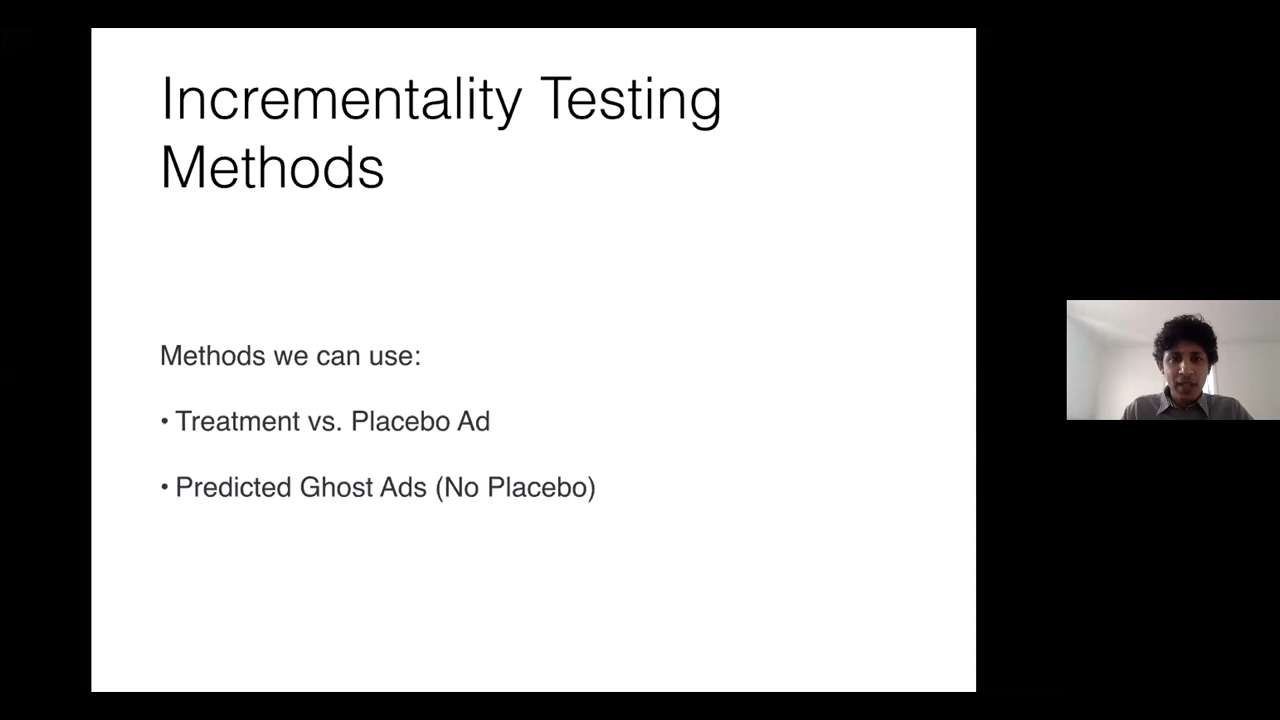 Incrementality Testing
Methods
Methods we can use:
• Treatment vs. Placebo Ad
• Predicted Ghost Ads (No Placebo)